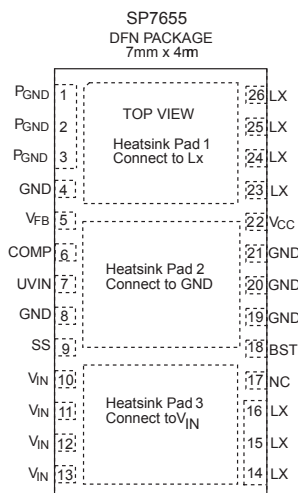 SP7655
DFN PACKAGE
7mm x 4mm
TOP VIEW
Heatsink Pad 1
Connect to Lx
Heatsink Pad 2
Connect to GND
Heatsink Pad 3
Connect toVIN
PGND 1
PGND 2
PGND 3
GND 4
VFB 5
COMP 6
UVIN 7
GND 8
SS 9
VIN 10
VIN 11
VIN 12
VIN 13
26 LX
25 LX
24 LX
23 LX
22 VCC
21 GND
20 GND
19 GND
18 BST
17 NC
16 LX
15 LX
14 LX